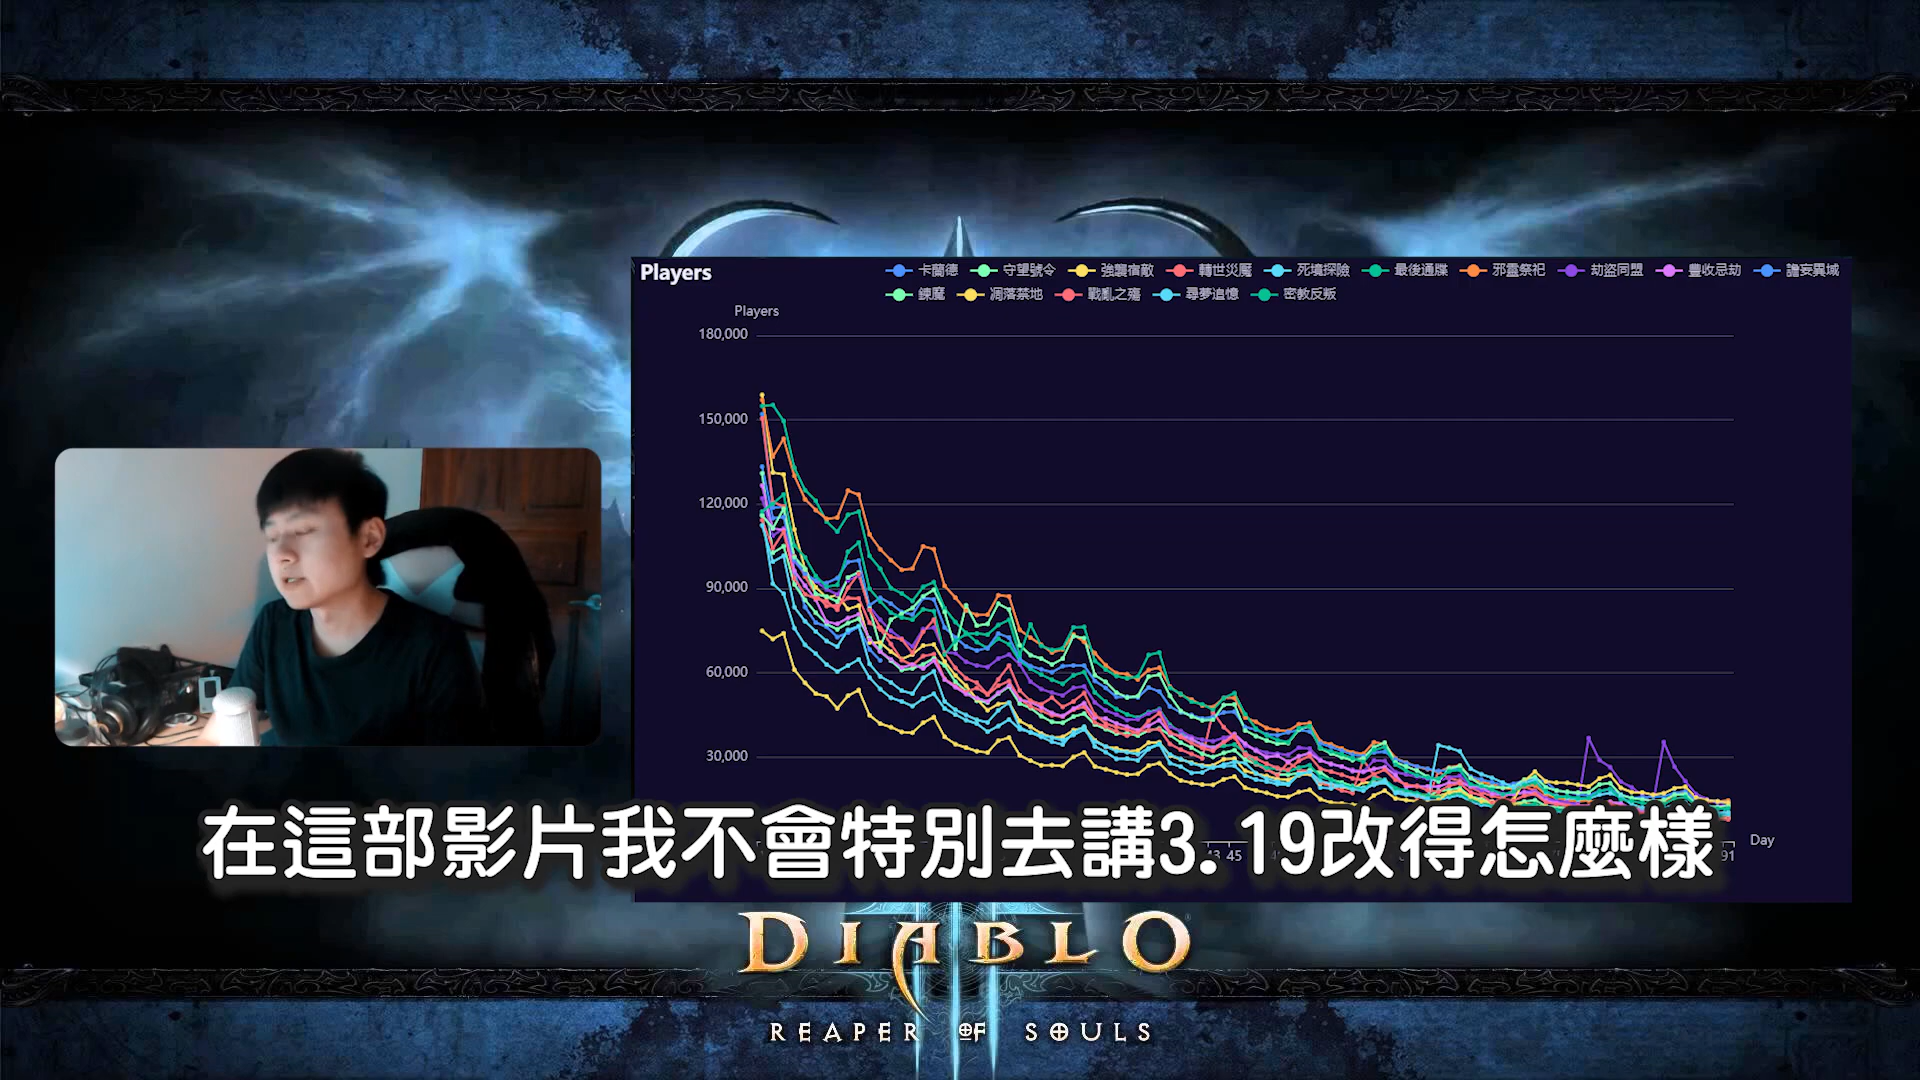 Players
卡蘭德 守望號令 強襲宿敵 轉世災魘 死境探險 最後通牒 邪靈祭祀 劫盜同盟 豐收忌劫 譫妄異域
鍊魔 凋落禁地 戰亂之殤 尋夢追憶 密教反叛
Players
180,000
150,000
120,000
90,000
60,000
30,000
在這部影片我不會特別去講3.19改得怎麼樣
43 45
91
Day
DIABLO
III
REAPER OF SOULS